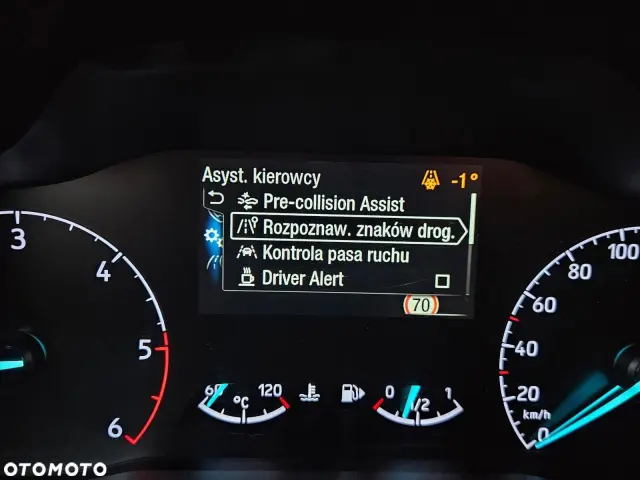 Asyst. kierowcy
-1°
Pre-collision Assist
Rozpoznaw. znaków drog.
Kontrola pasa ruchu
Driver Alert
70
3
4
5
6
60
120
°C
0
1/2
1
100
80
60
40
20
km/h
0
OTOMOTO